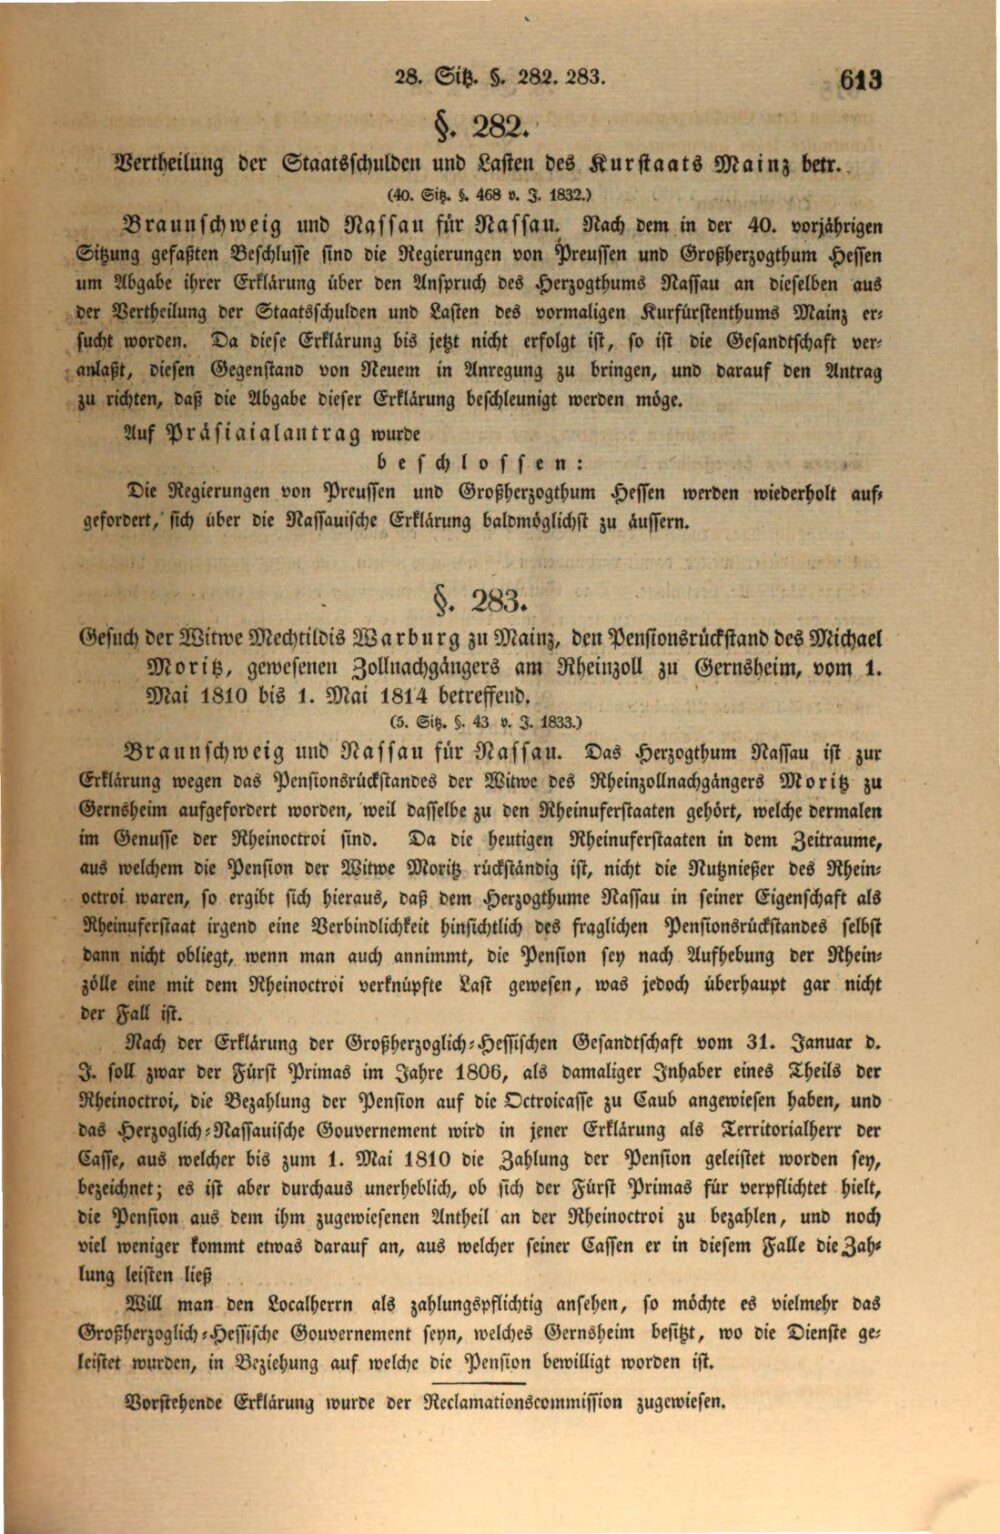 28. Sitz. §. 282. 283. 613
§. 282.
Vertheilung der Staatsschulden und Lasten des Kurstaats Mainz betr.
(40. Sitz. §. 468 v. J. 1832.)
Braunschweig und Nassau für Nassau. Nach dem in der 40. vorjährigen
Sitzung gefaßten Beschlusse sind die Regierungen von Preussen und Großherzogthum Hessen
um Abgabe ihrer Erklärung über den Anspruch des Herzogthums Nassau an dieselben aus
der Vertheilung der Staatsschulden und Lasten des vormaligen Kurfürstenthums Mainz er-
sucht worden. Da diese Erklärung bis jetzt nicht erfolgt ist, so ist die Gesandtschaft ver-
anlaßt, diesen Gegenstand von Neuem in Anregung zu bringen, und darauf den Antrag
zu richten, daß die Abgabe dieser Erklärung beschleunigt werden möge.
Auf Präsiaialantrag wurde
beschlossen:
Die Regierungen von Preussen und Großherzogthum Hessen werden wiederholt auf-
gefordert, sich über die Nassauische Erklärung baldmöglichst zu äussern.
§. 283.
Gesuch der Witwe Mechtildis Warburg zu Mainz, den Pensionsrückstand des Michael
Moritz, gewesenen Zollnachgängers am Rheinzoll zu Gernsheim, vom 1.
Mai 1810 bis 1. Mai 1814 betreffend.
(5. Sitz. §. 43 v. J. 1833.)
Braunschweig und Nassau für Nassau. Das Herzogthum Nassau ist zur
Erklärung wegen das Pensionsrückstandes der Witwe des Rheinzollnachgängers Moritz zu
Gernsheim aufgefordert worden, weil dasselbe zu den Rheinuferstaaten gehört, welche dermalen
im Genusse der Rheinoctroi sind. Da die heutigen Rheinuferstaaten in dem Zeitraume,
aus welchem die Pension der Witwe Moritz rückständig ist, nicht die Nutznießer des Rhein-
octroi waren, so ergibt sich hieraus, daß dem Herzogthume Nassau in seiner Eigenschaft als
Rheinuferstaat irgend eine Verbindlichkeit hinsichtlich des fraglichen Pensionsrückstandes selbst
dann nicht obliegt, wenn man auch annimmt, die Pension sey nach Aufhebung der Rhein-
zölle eine mit dem Rheinoctroi verknüpfte Last gewesen, was jedoch überhaupt gar nicht
der Fall ist.
Nach der Erklärung der Großherzoglich-Hessischen Gesandtschaft vom 31. Januar d.
J. soll zwar der Fürst Primas im Jahre 1806, als damaliger Inhaber eines Theils der
Rheinoctroi, die Bezahlung der Pension auf die Octroicasse zu Caub angewiesen haben, und
das Herzoglich-Nassauische Gouvernement wird in jener Erklärung als Territorialherr der
Casse, aus welcher bis zum 1. Mai 1810 die Zahlung der Pension geleistet worden sey,
bezeichnet; es ist aber durchaus unerheblich, ob sich der Fürst Primas für verpflichtet hielt,
die Pension aus dem ihm zugewiesenen Antheil an der Rheinoctroi zu bezahlen, und noch
viel weniger kommt etwas darauf an, aus welcher seiner Cassen er in diesem Falle die Zah-
lung leisten ließ
Will man den Localherrn als zahlungspflichtig ansehen, so möchte es vielmehr das
Großherzoglich-Hessische Gouvernement seyn, welches Gernsheim besitzt, wo die Dienste ge-
leistet wurden, in Beziehung auf welche die Pension bewilligt worden ist.
Vorstehende Erklärung wurde der Reclamationscommission zugewiesen.